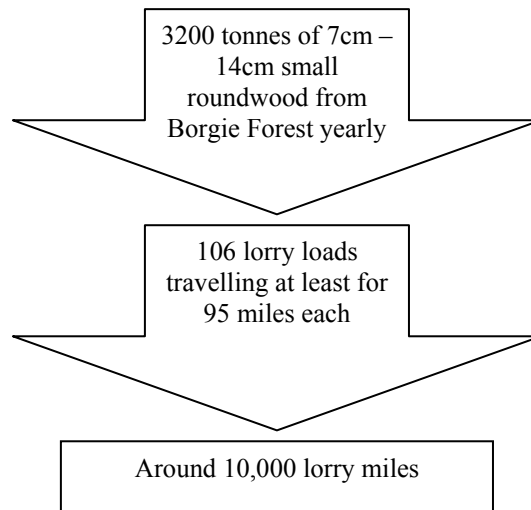 3200 tonnes of 7cm –
14cm small
roundwood from
Borgie Forest yearly
106 lorry loads
travelling at least for
95 miles each
Around 10,000 lorry miles